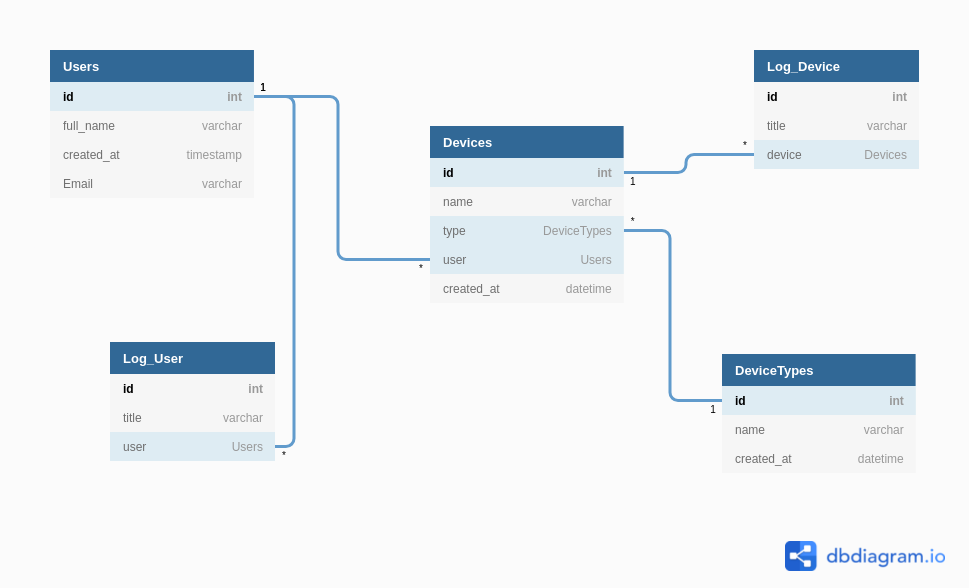 Users
id int
full_name varchar
created_at timestamp
Email varchar
1
*
Log_User
id int
title varchar
user Users
*
Devices
id int
name varchar
type DeviceTypes
user Users
created_at datetime
1
*
Log_Device
id int
title varchar
device Devices
*
DeviceTypes
id int
name varchar
created_at datetime
1
dbdiagram.io